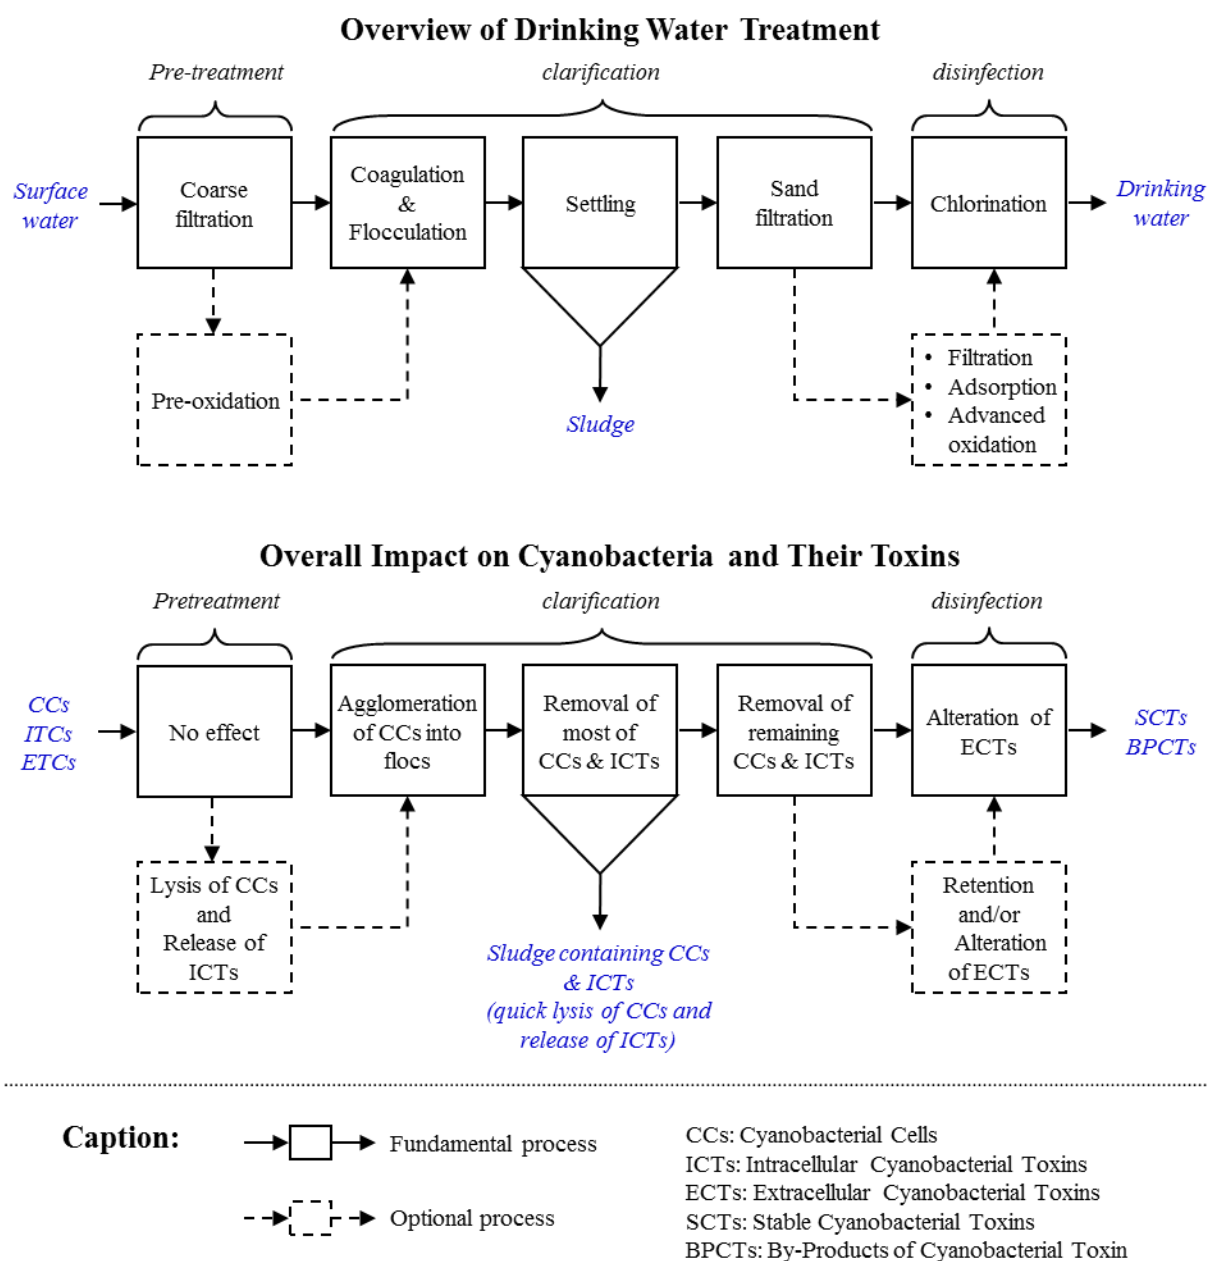 Overview of Drinking Water Treatment
Pre-treatment
clarification
disinfection
Surface
water
Coarse
filtration
Coagulation
&
Flocculation
Settling
Sand
filtration
Chlorination
Drinking
water
Pre-oxidation
Sludge
• Filtration
• Adsorption
• Advanced
oxidation
Overall Impact on Cyanobacteria and Their Toxins
Pretreatment
clarification
disinfection
CCs
ITCs
ETCs
No effect
Agglomeration
of CCs into
flocs
Removal of
most of
CCs & ICTs
Removal of
remaining
CCs & ICTs
Alteration of
ECTs
SCTs
BPCTs
Lysis of CCs
and
Release of
ICTs
Sludge containing CCs
& ICTs
(quick lysis of CCs and
release of ICTs)
Retention
and/or
Alteration
of ECTs
Caption:
Fundamental process
Optional process
CCs: Cyanobacterial Cells
ICTs: Intracellular Cyanobacterial Toxins
ECTs: Extracellular Cyanobacterial Toxins
SCTs: Stable Cyanobacterial Toxins
BPCTs: By-Products of Cyanobacterial Toxin